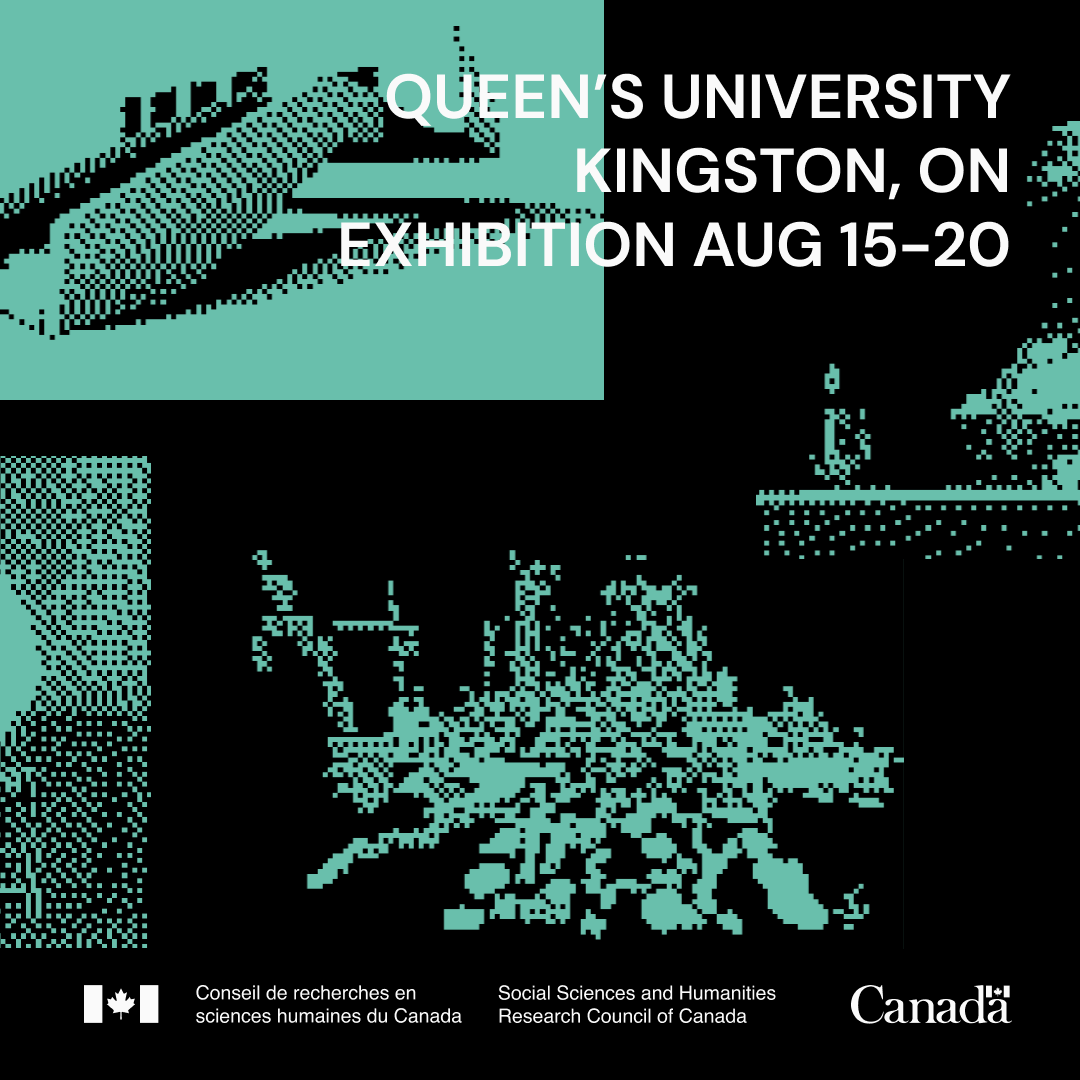 QUEEN’S UNIVERSITY
KINGSTON, ON
EXHIBITION AUG 15–20
Conseil de recherches en
sciences humaines du Canada
Social Sciences and Humanities
Research Council of Canada
Canada